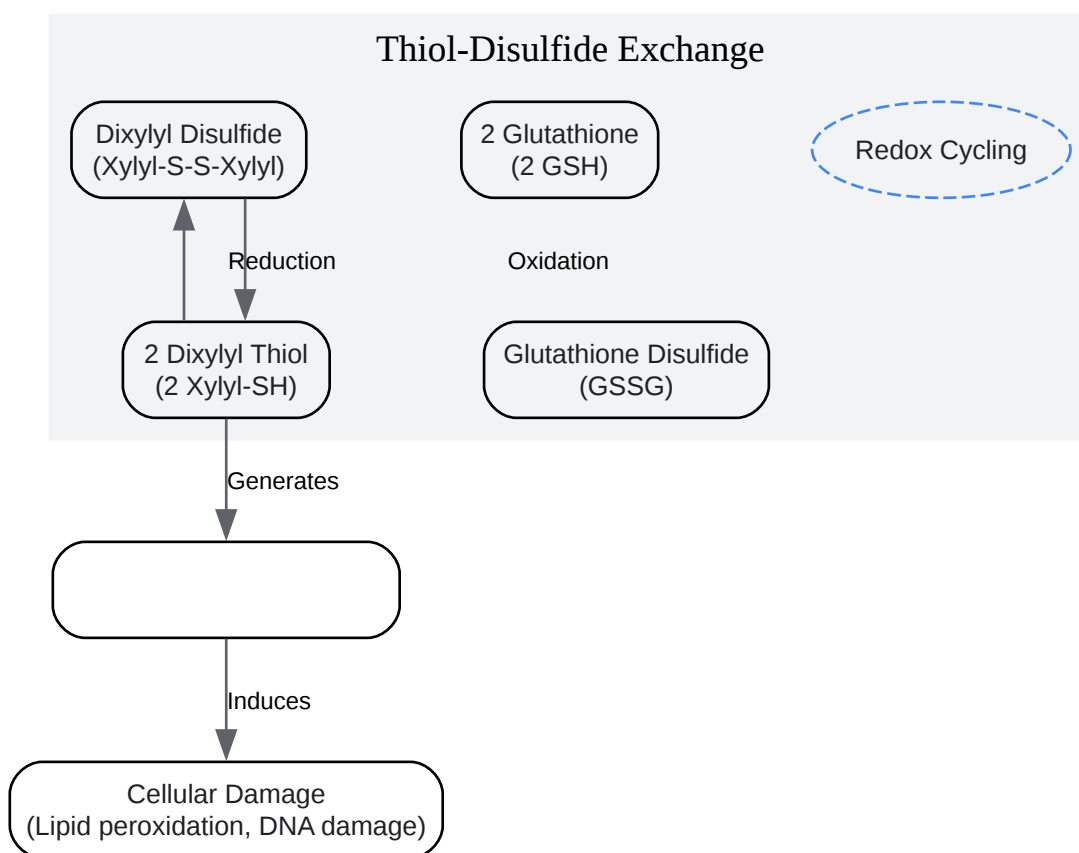 Thiol-Disulfide Exchange
Dixylyl Disulfide
(Xylyl-S-S-Xylyl)
2 Glutathione
(2 GSH)
Redox Cycling
Reduction
Oxidation
2 Dixylyl Thiol
(2 Xylyl-SH)
Glutathione Disulfide
(GSSG)
Generates
Induces
Cellular Damage
(Lipid peroxidation, DNA damage)